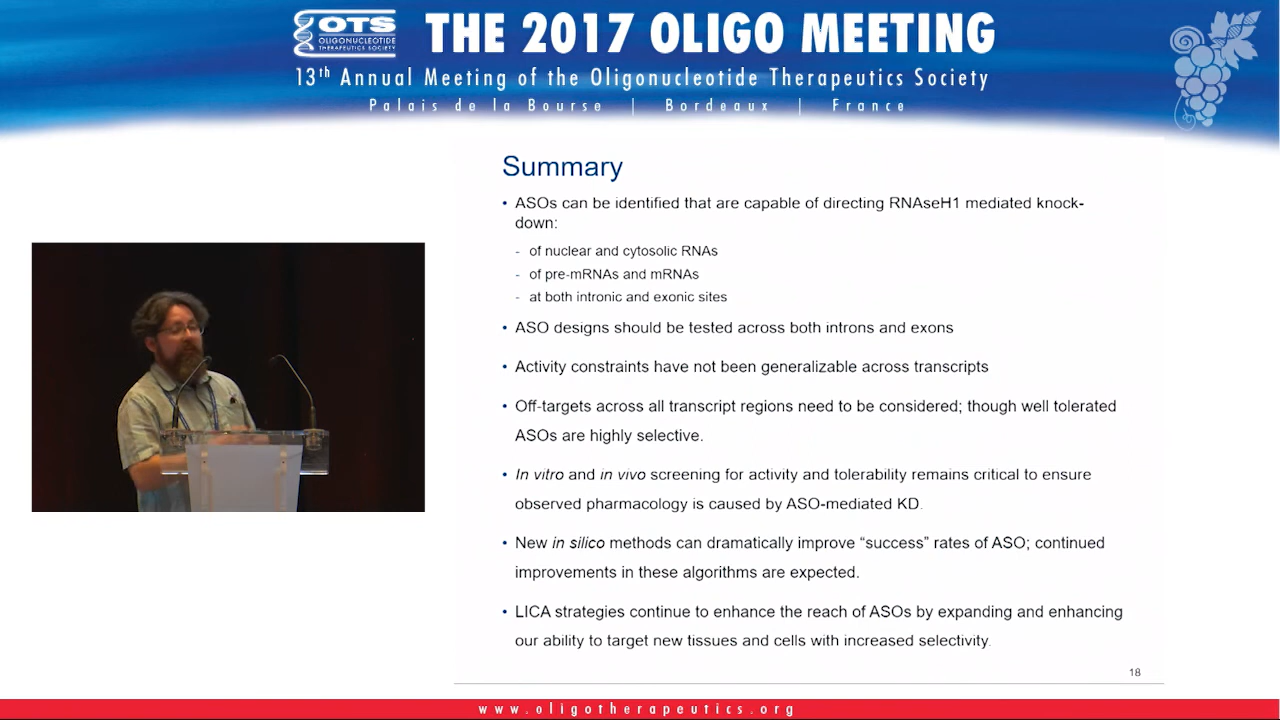 OTS
OLIGONUCLEOTIDE
THERAPEUTICS SOCIETY
THE 2017 OLIGO MEETING
13th Annual Meeting of the Oligonucleotide Therapeutics Society
Palais de la Bourse | Bordeaux | France
Summary
• ASOs can be identified that are capable of directing RNAseH1 mediated knock-
down:
- of nuclear and cytosolic RNAs
- of pre-mRNAs and mRNAs
- at both intronic and exonic sites
• ASO designs should be tested across both introns and exons
• Activity constraints have not been generalizable across transcripts
• Off-targets across all transcript regions need to be considered; though well tolerated
ASOs are highly selective.
• In vitro and in vivo screening for activity and tolerability remains critical to ensure
observed pharmacology is caused by ASO-mediated KD.
• New in silico methods can dramatically improve “success” rates of ASO; continued
improvements in these algorithms are expected.
• LICA strategies continue to enhance the reach of ASOs by expanding and enhancing
our ability to target new tissues and cells with increased selectivity.
18
www.oligotherapeutics.org